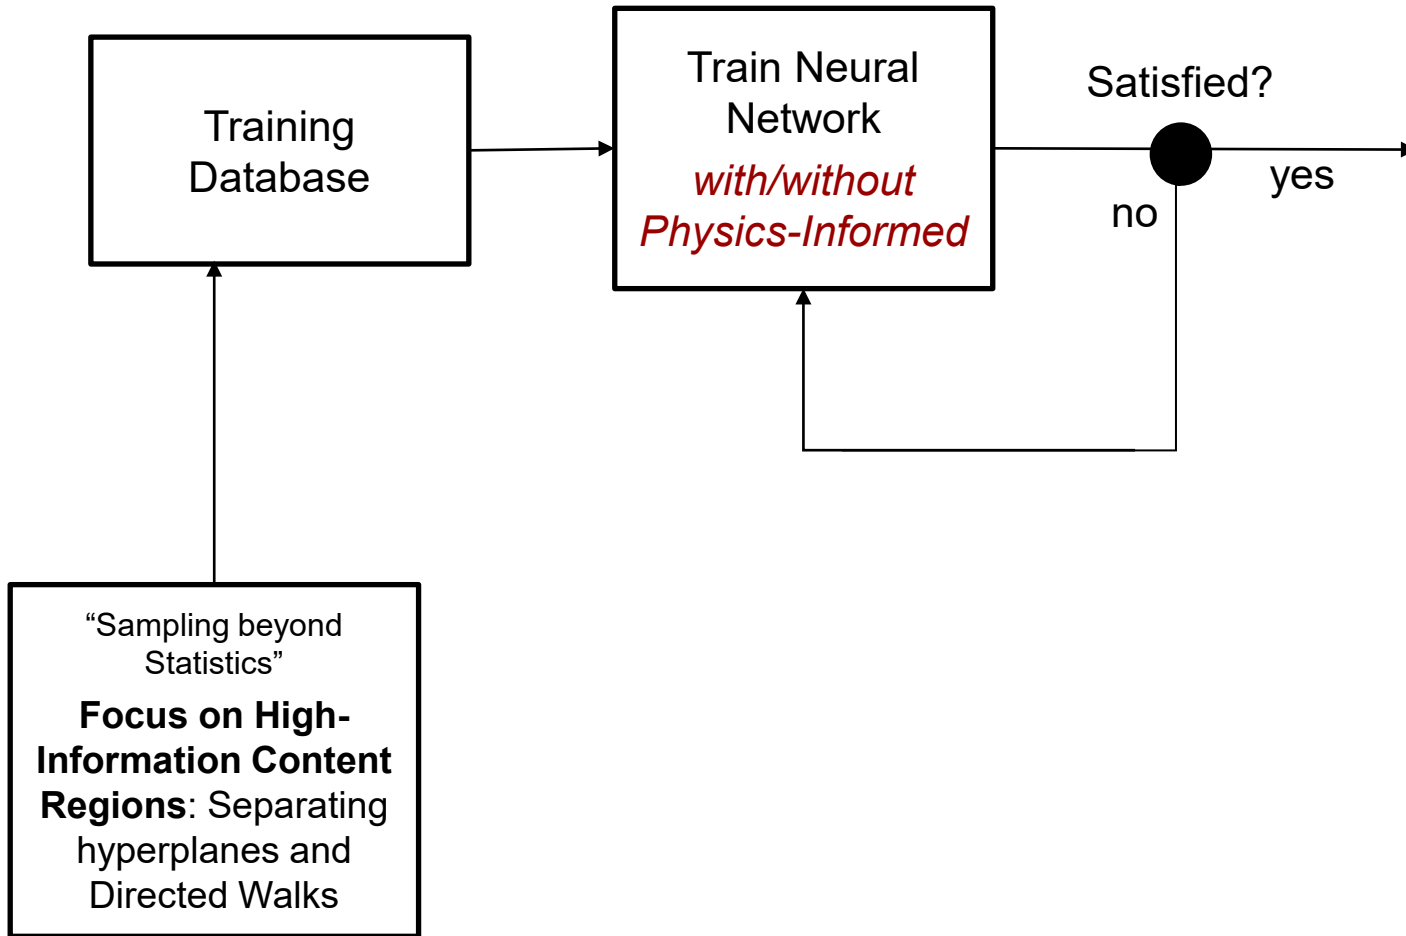 Training
Database
Train Neural
Network
with/without
Physics-Informed
Satisfied?
yes
no
“Sampling beyond
Statistics”
Focus on High-
Information Content
Regions: Separating
hyperplanes and
Directed Walks